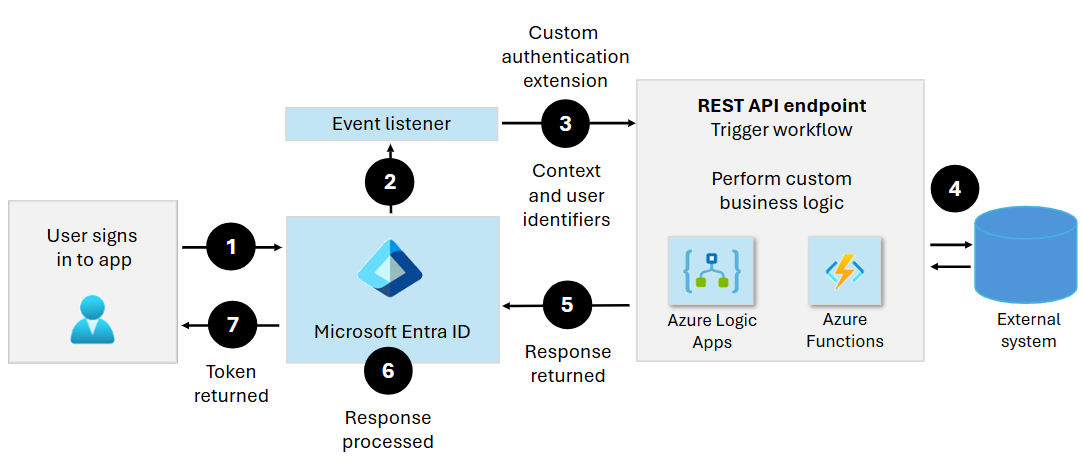 User signs
in to app
1
7
Token
returned
Event listener
2
Microsoft Entra ID
6
Response
processed
Custom
authentication
extension
3
Context
and user
identifiers
5
Response
returned
REST API endpoint
Trigger workflow
Perform custom
business logic
Azure Logic
Apps
Azure
Functions
4
External
system